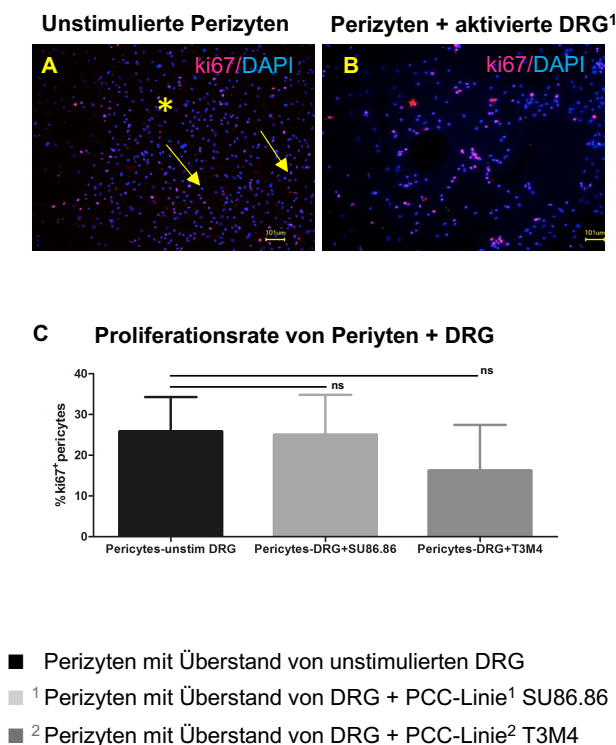 Unstimulierte Perizyten
Perizyten + aktivierte DRG¹
A
ki67/DAPI
*
101um
B
ki67/DAPI
101um
C
Proliferationsrate von Periyten + DRG
%ki67⁺pericytes
40
30
20
10
0
ns
ns
Pericytes-unstim DRG
Pericytes-DRG+SU86.86
Pericytes-DRG+T3M4
Perizyten mit Überstand von unstimulierten DRG
¹ Perizyten mit Überstand von DRG + PCC-Linie¹ SU86.86
² Perizyten mit Überstand von DRG + PCC-Linie² T3M4